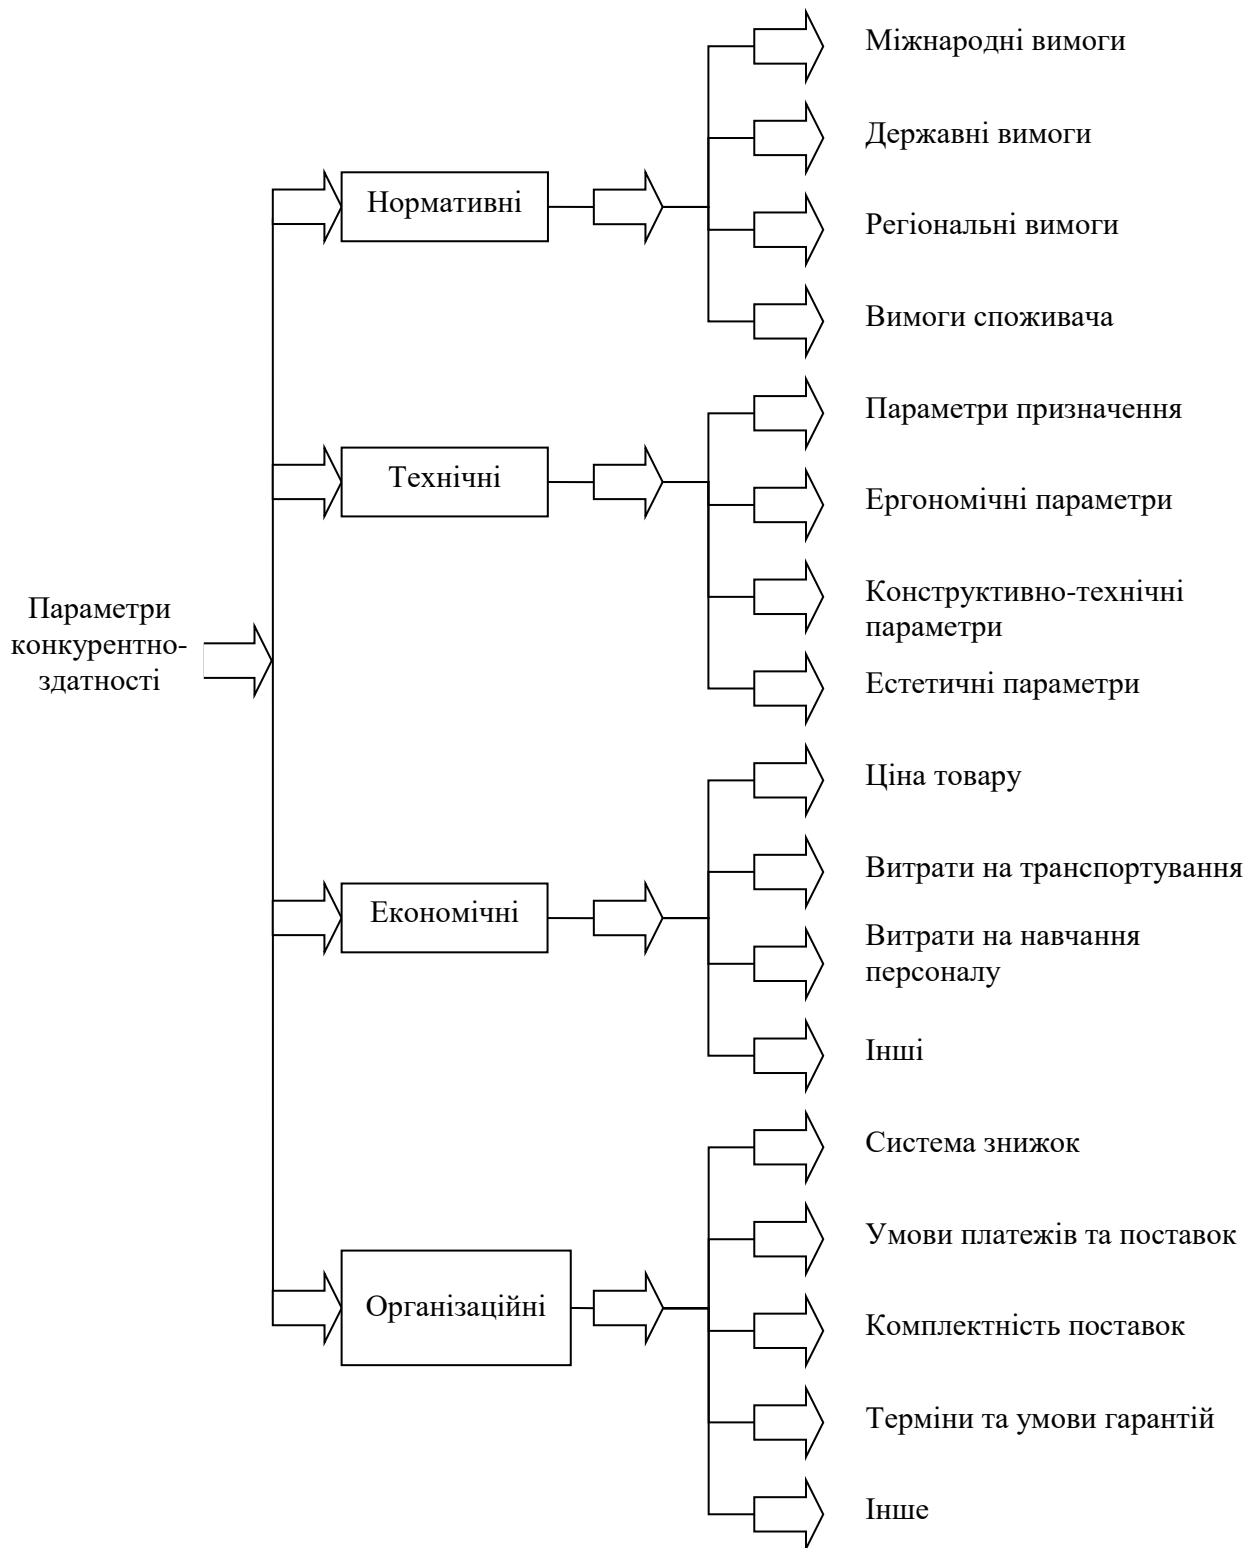 Параметри
конкурентно-
здатності
Нормативні
Міжнародні вимоги
Державні вимоги
Регіональні вимоги
Вимоги споживача
Технічні
Параметри призначення
Ергономічні параметри
Конструктивно-технічні
параметри
Естетичні параметри
Економічні
Ціна товару
Витрати на транспортування
Витрати на навчання
персоналу
Інші
Організаційні
Система знижок
Умови платежів та поставок
Комплектність поставок
Терміни та умови гарантій
Інше